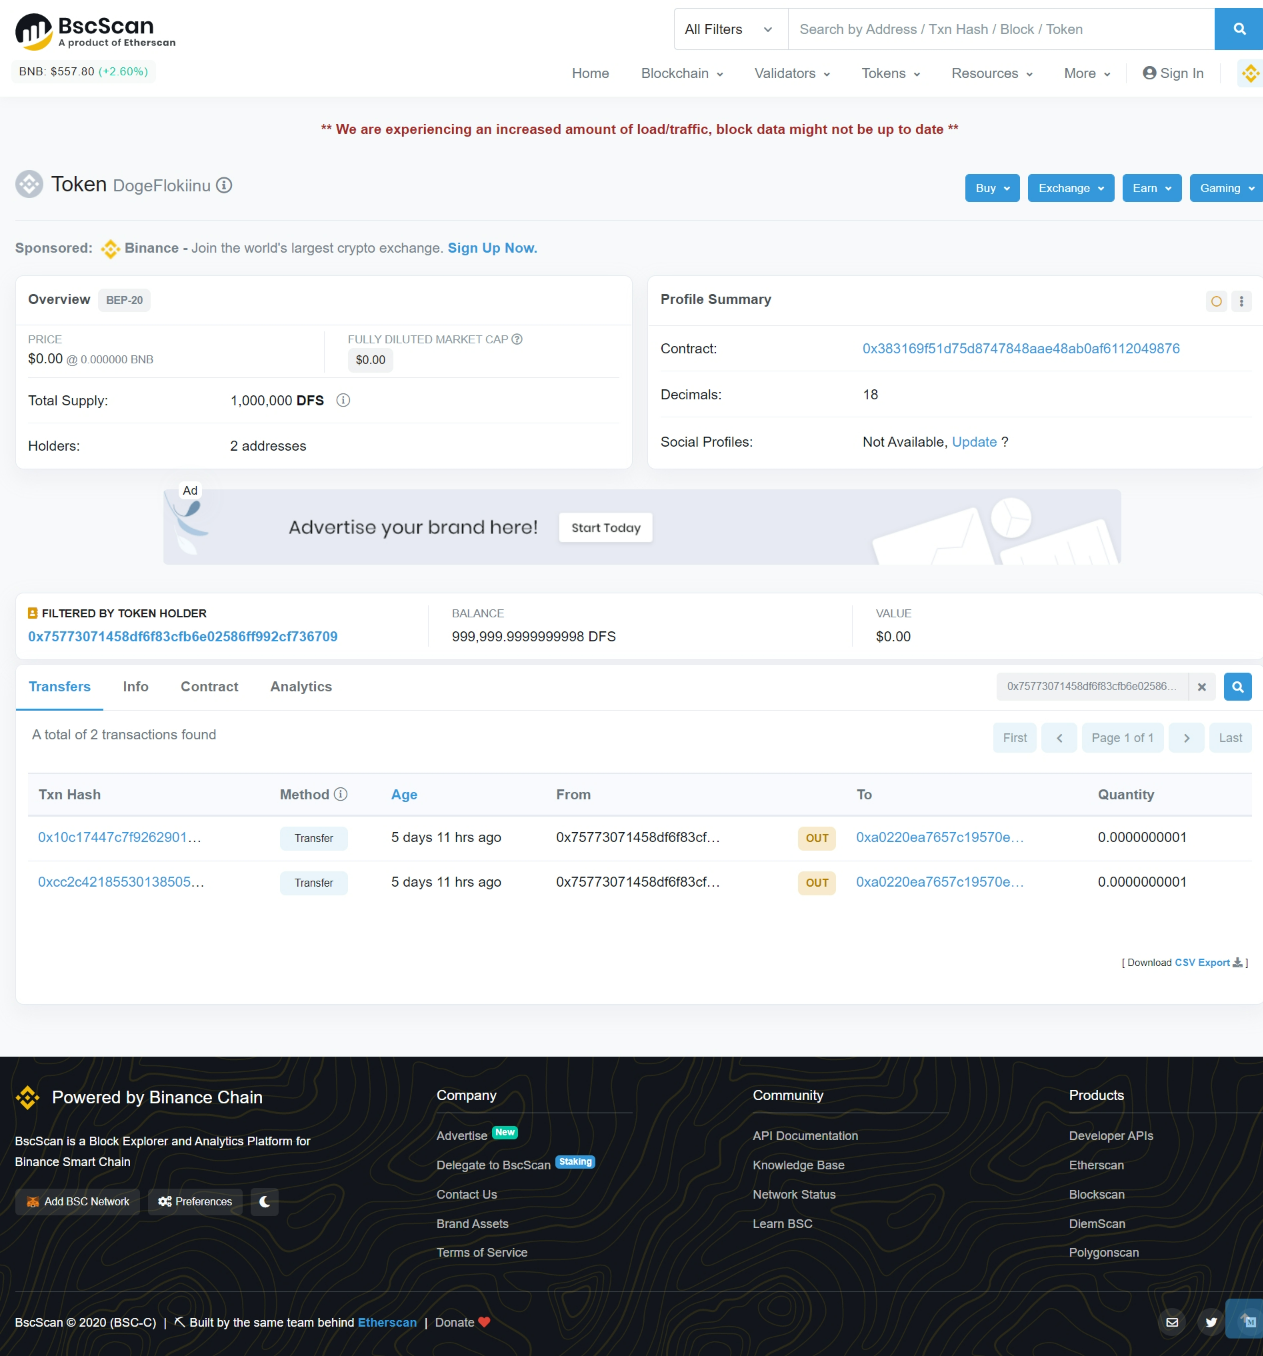 BscScan
A product of Etherscan
All Filters
Search by Address / Txn Hash / Block / Token
BNB: $557.80 (+2.60%)
Home Blockchain Validators Tokens Resources More Sign In
** We are experiencing an increased amount of load/traffic, block data might not be up to date **
Token DogeFlokiinu
Buy Exchange Earn Gaming
Sponsored: Binance - Join the world's largest crypto exchange. Sign Up Now.
Overview BEP-20
PRICE
$0.00 @ 0.000000 BNB
FULLY DILUTED MARKET CAP
$0.00
Total Supply: 1,000,000 DFS
Holders: 2 addresses
Profile Summary
Contract: 0x383169f51d75d8747848aae48ab0af6112049876
Decimals: 18
Social Profiles: Not Available, Update ?
Ad
Advertise your brand here! Start Today
FILTERED BY TOKEN HOLDER
0x75773071458df6f83cfb6e02586ff992cf736709
BALANCE
999,999.9999999998 DFS
VALUE
$0.00
Transfers Info Contract Analytics
0x75773071458df6f83cfb6e02586...
A total of 2 transactions found
First Page 1 of 1 Last
Txn Hash Method Age From To Quantity
0x10c17447c7f9262901... Transfer 5 days 11 hrs ago 0x75773071458df6f83cf... OUT 0xa0220ea7657c19570e... 0.0000000001
0xcc2c42185530138505... Transfer 5 days 11 hrs ago 0x75773071458df6f83cf... OUT 0xa0220ea7657c19570e... 0.0000000001
[ Download CSV Export ]
Powered by Binance Chain
BscScan is a Block Explorer and Analytics Platform for
Binance Smart Chain
Add BSC Network Preferences
Company
Advertise New
Delegate to BscScan Staking
Contact Us
Brand Assets
Terms of Service
Community
API Documentation
Knowledge Base
Network Status
Learn BSC
Products
Developer APIs
Etherscan
Blockscan
DiemScan
Polygonscan
BscScan © 2020 (BSC-C) | Built by the same team behind Etherscan | Donate